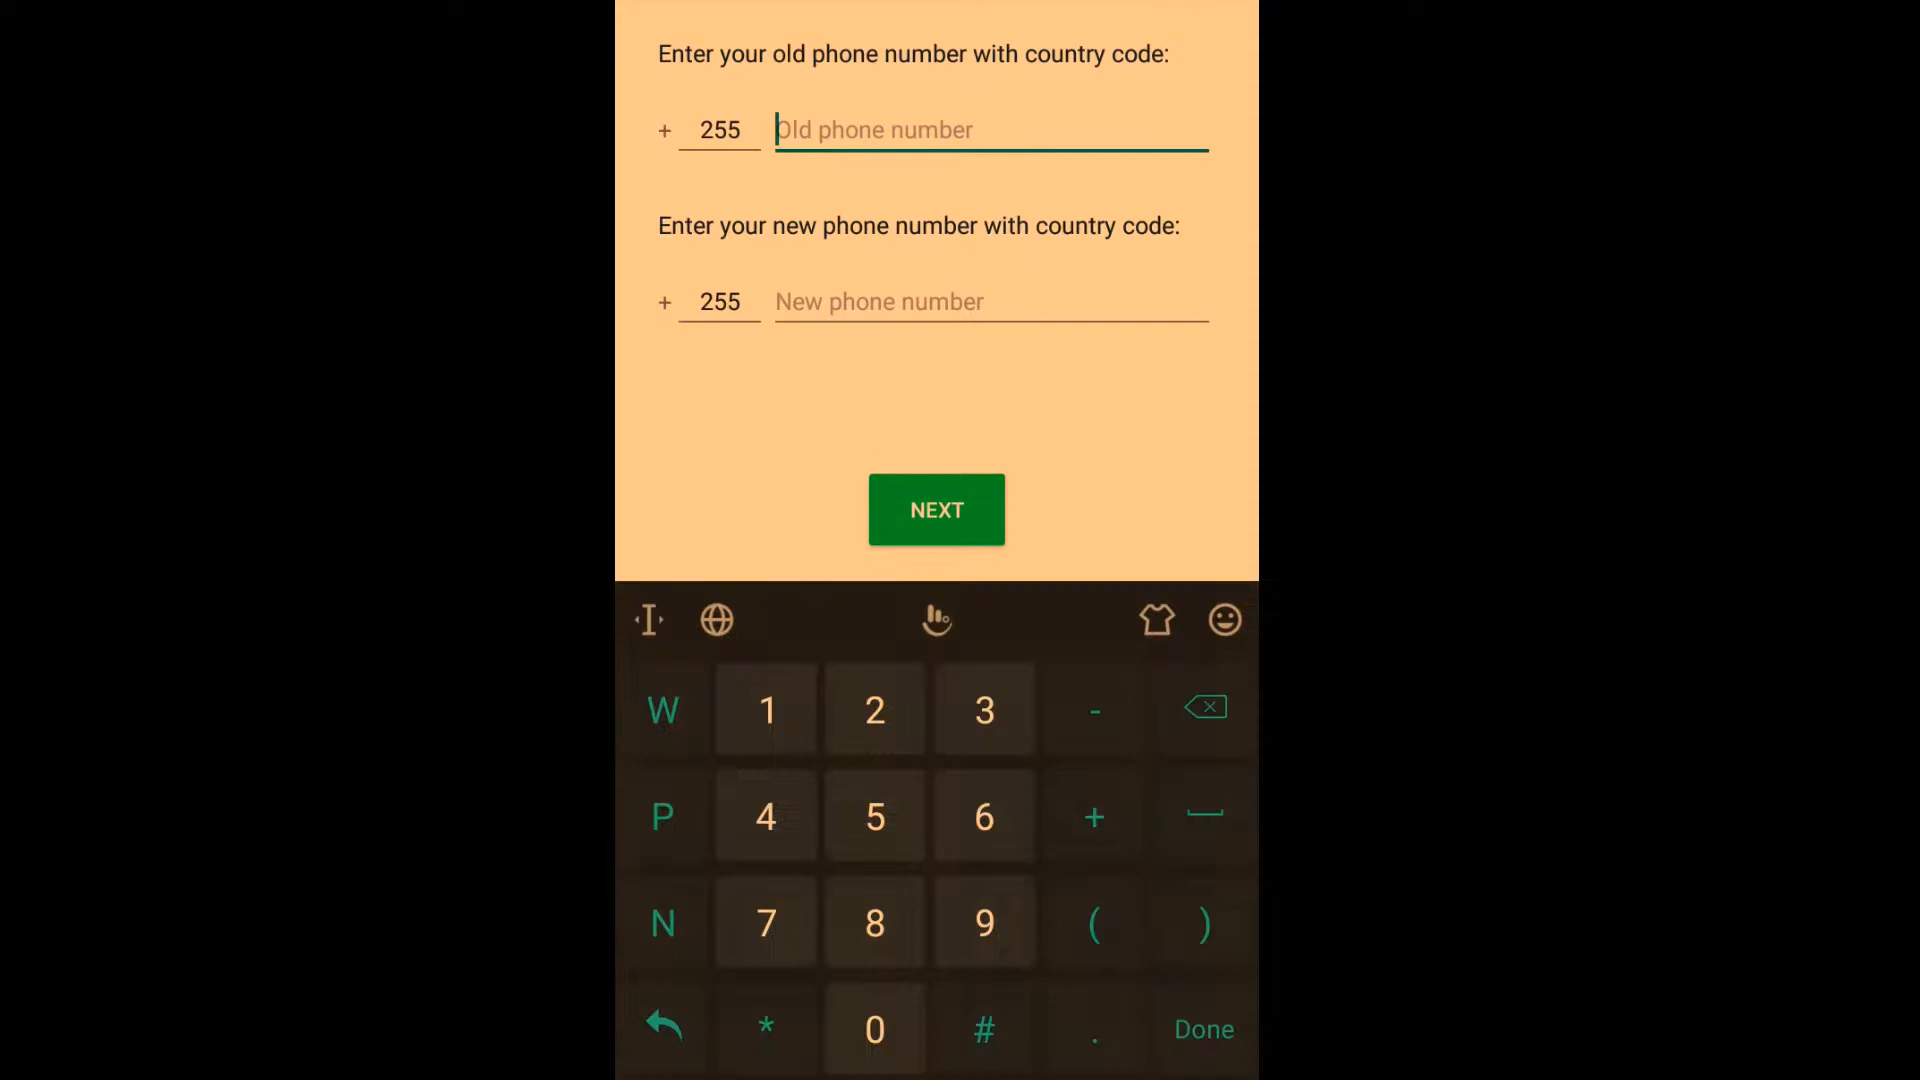 Enter your old phone number with country code:
+ 255 Old phone number
Enter your new phone number with country code:
+ 255 New phone number
NEXT
W 1 2 3 -
P 4 5 6 +
N 7 8 9 ( )
* 0 # . Done